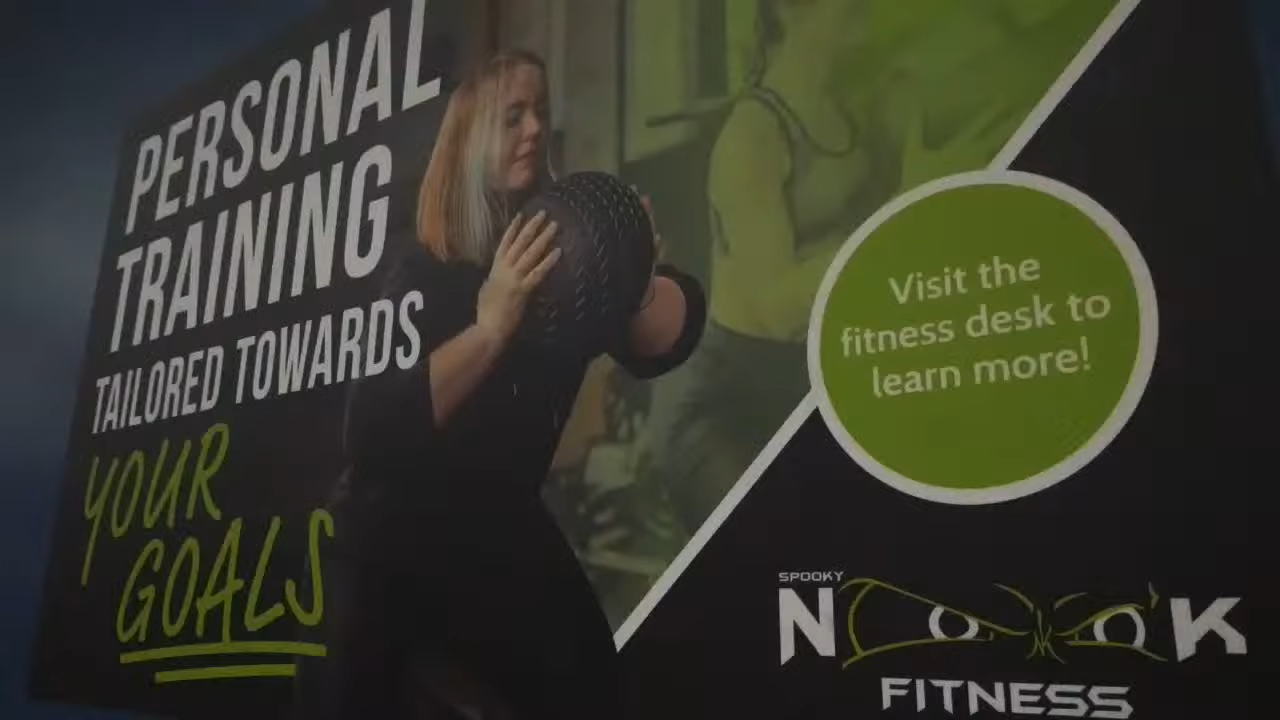 PERSONAL
TRAINING
TAILORED TOWARDS
YOUR
GOALS
Visit the
fitness desk to
learn more!
SPOOKY
NOOK
FITNESS